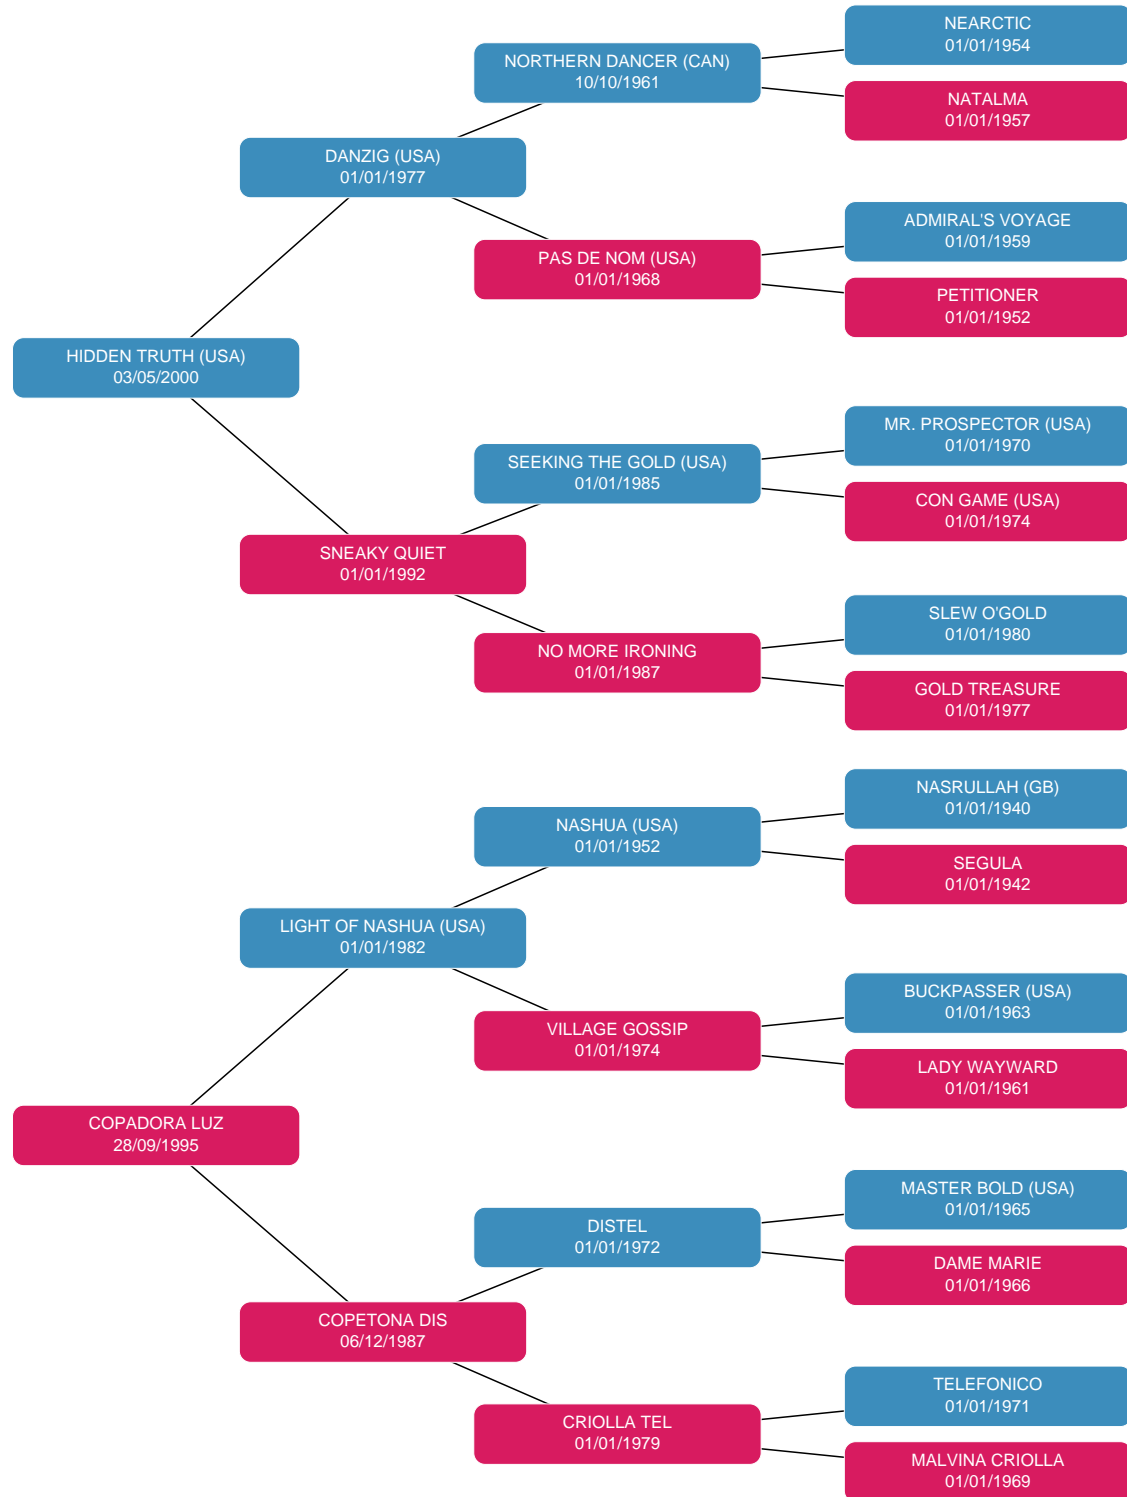 NEARCTIC
01/01/1954
NORTHERN DANCER (CAN)
10/10/1961
NATALMA
01/01/1957
DANZIG (USA)
01/01/1977
ADMIRAL'S VOYAGE
01/01/1959
PAS DE NOM (USA)
01/01/1968
PETITIONER
01/01/1952
HIDDEN TRUTH (USA)
03/05/2000
MR. PROSPECTOR (USA)
01/01/1970
SEEKING THE GOLD (USA)
01/01/1985
CON GAME (USA)
01/01/1974
SNEAKY QUIET
01/01/1992
SLEW O'GOLD
01/01/1980
NO MORE IRONING
01/01/1987
GOLD TREASURE
01/01/1977
NASRULLAH (GB)
01/01/1940
NASHUA (USA)
01/01/1952
SEGULA
01/01/1942
LIGHT OF NASHUA (USA)
01/01/1982
BUCKPASSER (USA)
01/01/1963
VILLAGE GOSSIP
01/01/1974
LADY WAYWARD
01/01/1961
COPADORA LUZ
28/09/1995
MASTER BOLD (USA)
01/01/1965
DISTEL
01/01/1972
DAME MARIE
01/01/1966
COPETONA DIS
06/12/1987
TELEFONICO
01/01/1971
CRIOLLA TEL
01/01/1979
MALVINA CRIOLLA
01/01/1969